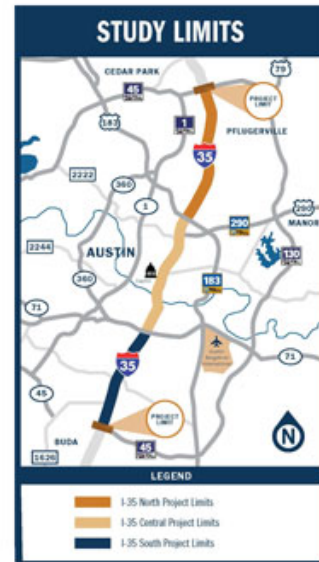 STUDY LIMITS
CEDAR PARK
45
79
183
1
PROJECT
LIMIT
PFLUGERVILLE
35
2222
360
1
290
290
MANOR
2244
AUSTIN
130
360
183
71
35
71
45
PROJECT
LIMIT
N
BUDA
45
1626
LEGEND
I-35 North Project Limits
I-35 Central Project Limits
I-35 South Project Limits